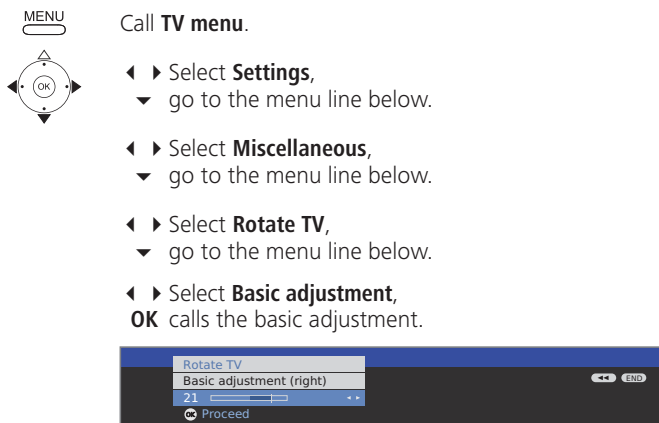 MENU
Call TV menu.
OK
Select Settings,
go to the menu line below.
Select Miscellaneous,
go to the menu line below.
Select Rotate TV,
go to the menu line below.
Select Basic adjustment,
OK calls the basic adjustment.
Rotate TV
Basic adjustment (right)
END
21
OK Proceed